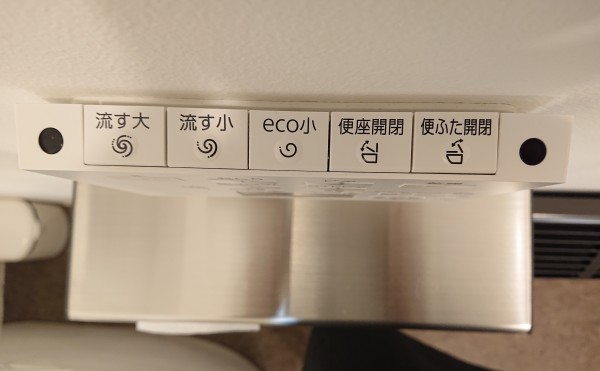 流す大
流す小
eco小
便座開閉
便ふた開閉